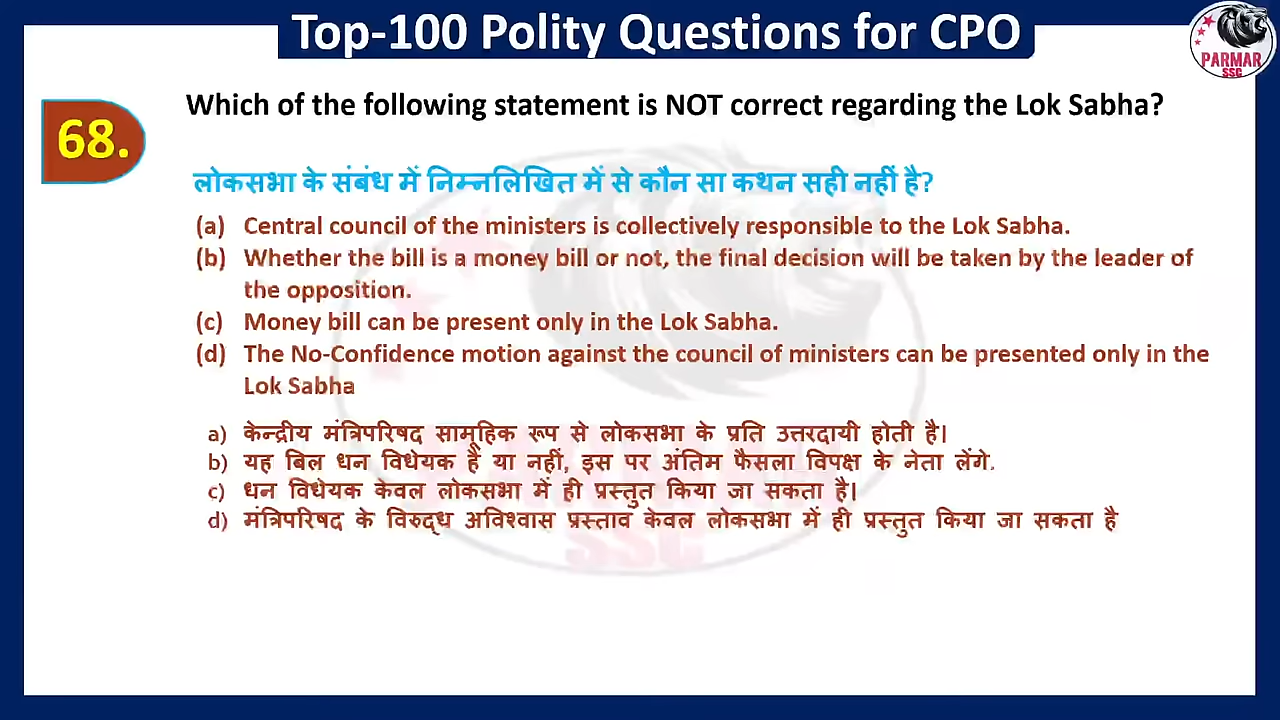 Top-100 Polity Questions for CPO
PARMAR
SSC
68.
Which of the following statement is NOT correct regarding the Lok Sabha?
लोकसभा के संबंध में निम्नलिखित में से कौन सा कथन सही नहीं है?
(a) Central council of the ministers is collectively responsible to the Lok Sabha.
(b) Whether the bill is a money bill or not, the final decision will be taken by the leader of
the opposition.
(c) Money bill can be present only in the Lok Sabha.
(d) The No-Confidence motion against the council of ministers can be presented only in the
Lok Sabha
a) केन्द्रीय मंत्रिपरिषद सामूहिक रूप से लोकसभा के प्रति उत्तरदायी होती है।
b) यह बिल धन विधेयक है या नहीं, इस पर अंतिम फैसला विपक्ष के नेता लेंगे.
c) धन विधेयक केवल लोकसभा में ही प्रस्तुत किया जा सकता है।
d) मंत्रिपरिषद के विरुद्ध अविश्वास प्रस्ताव केवल लोकसभा में ही प्रस्तुत किया जा सकता है
SSC